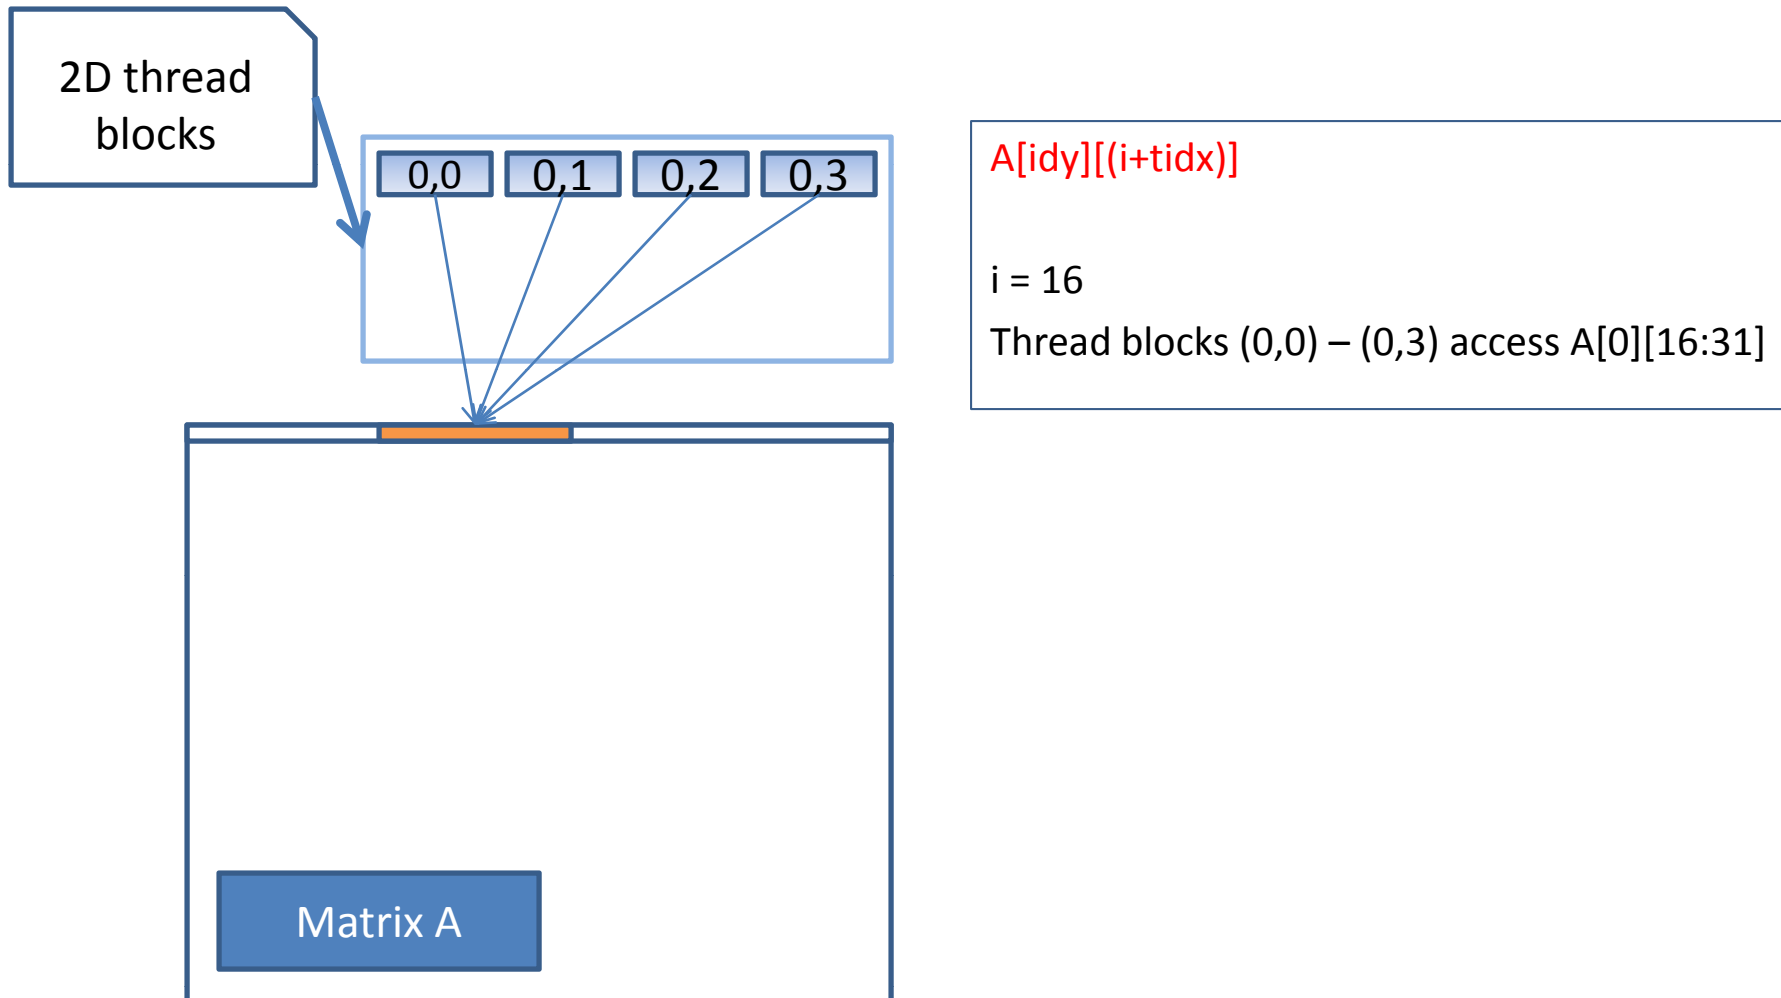 2D thread
blocks
0,0
0,1
0,2
0,3
A[idy][(i+tidx)]
i = 16
Thread blocks (0,0) – (0,3) access A[0][16:31]
Matrix A